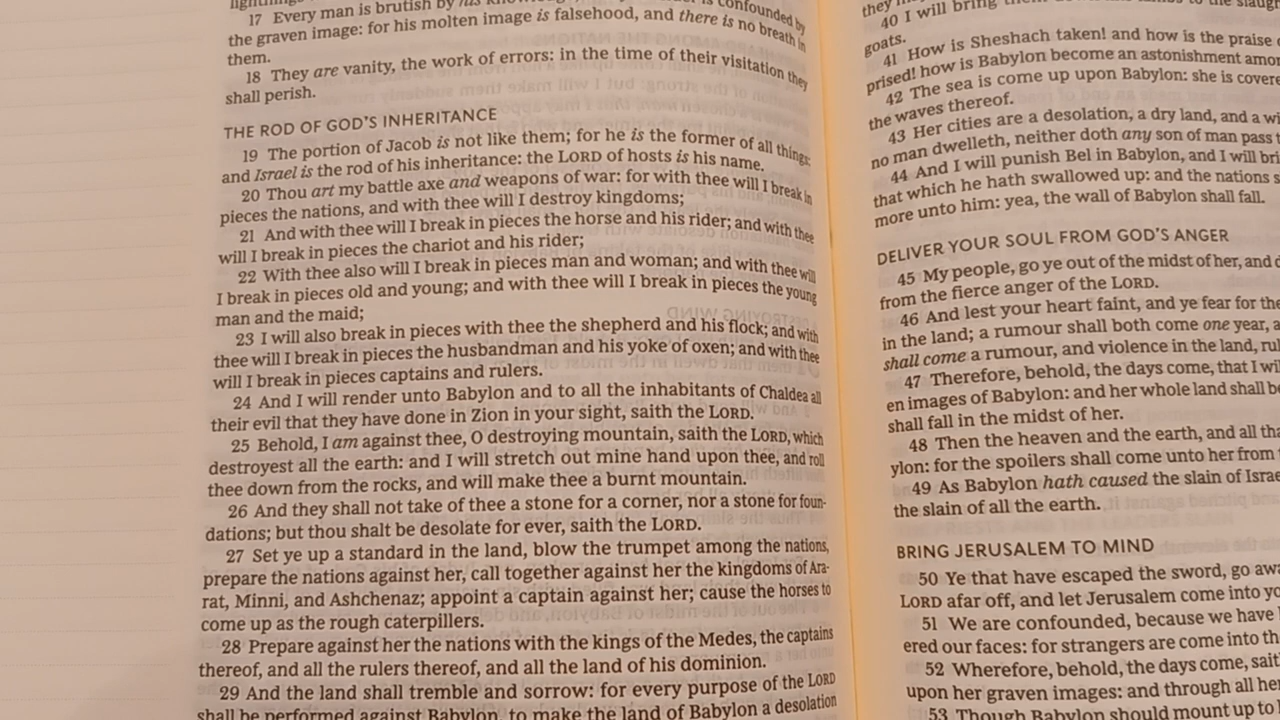 17 Every man is brutish by his is confounded by
the graven image: for his molten image is falsehood, and there is no breath in
them.
18 They are vanity, the work of errors: in the time of their visitation they
shall perish.
THE ROD OF GOD'S INHERITANCE
19 The portion of Jacob is not like them; for he is the former of all things:
and Israel is the rod of his inheritance: the LORD of hosts is his name.
20 Thou art my battle axe and weapons of war: for with thee will I break in
pieces the nations, and with thee will I destroy kingdoms;
21 And with thee will I break in pieces the horse and his rider; and with thee
will I break in pieces the chariot and his rider;
22 With thee also will I break in pieces man and woman; and with thee will
I break in pieces old and young; and with thee will I break in pieces the young
man and the maid;
23 I will also break in pieces with thee the shepherd and his flock; and with
thee will I break in pieces the husbandman and his yoke of oxen; and with thee
will I break in pieces captains and rulers.
24 And I will render unto Babylon and to all the inhabitants of Chaldea all
their evil that they have done in Zion in your sight, saith the LORD.
25 Behold, I am against thee, O destroying mountain, saith the LORD, which
destroyest all the earth: and I will stretch out mine hand upon thee, and roll
thee down from the rocks, and will make thee a burnt mountain.
26 And they shall not take of thee a stone for a corner, nor a stone for foun-
dations; but thou shalt be desolate for ever, saith the LORD.
27 Set ye up a standard in the land, blow the trumpet among the nations,
prepare the nations against her, call together against her the kingdoms of Ara-
rat, Minni, and Ashchenaz; appoint a captain against her; cause the horses to
come up as the rough caterpillers.
28 Prepare against her the nations with the kings of the Medes, the captains
thereof, and all the rulers thereof, and all the land of his dominion.
29 And the land shall tremble and sorrow: for every purpose of the LORD
shall be performed against Babylon, to make the land of Babylon a desolation
they
40 I will bring
goats.
41 How is Sheshach taken! and how is the praise
prised! how is Babylon become an astonishment
42 The sea is come up upon Babylon: she is
the waves thereof.
43 Her cities are a desolation, a dry land, and a
no man dwelleth, neither doth any son of man pass
44 And I will punish Bel in Babylon, and I will
that which he hath swallowed up: and the nations
more unto him: yea, the wall of Babylon shall fall.
DELIVER YOUR SOUL FROM GOD'S ANGER
45 My people, go ye out of the midst of her, and
from the fierce anger of the LORD.
46 And lest your heart faint, and ye fear for the
in the land; a rumour shall both come one year,
shall come a rumour, and violence in the land,
47 Therefore, behold, the days come, that I
en images of Babylon: and her whole land shall
shall fall in the midst of her.
48 Then the heaven and the earth, and all
ylon: for the spoilers shall come unto her from
49 As Babylon hath caused the slain of
the slain of all the earth.
BRING JERUSALEM TO MIND
50 Ye that have escaped the sword, go
LORD afar off, and let Jerusalem come into
51 We are confounded, because we have
ered our faces: for strangers are come into
52 Wherefore, behold, the days come,
upon her graven images: and through all her
53 Though Babylon should mount up to